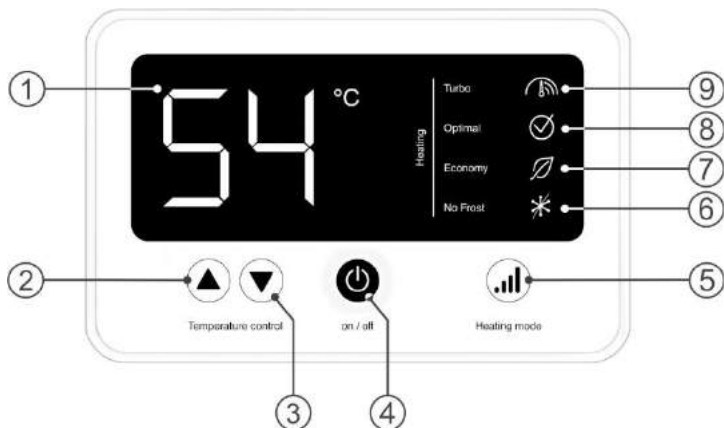 1
54 °C
Heating
Turbo
9
Optimal
8
Economy
7
No Frost
6
2
5
Temperature control
on / off
Heating mode
3
4